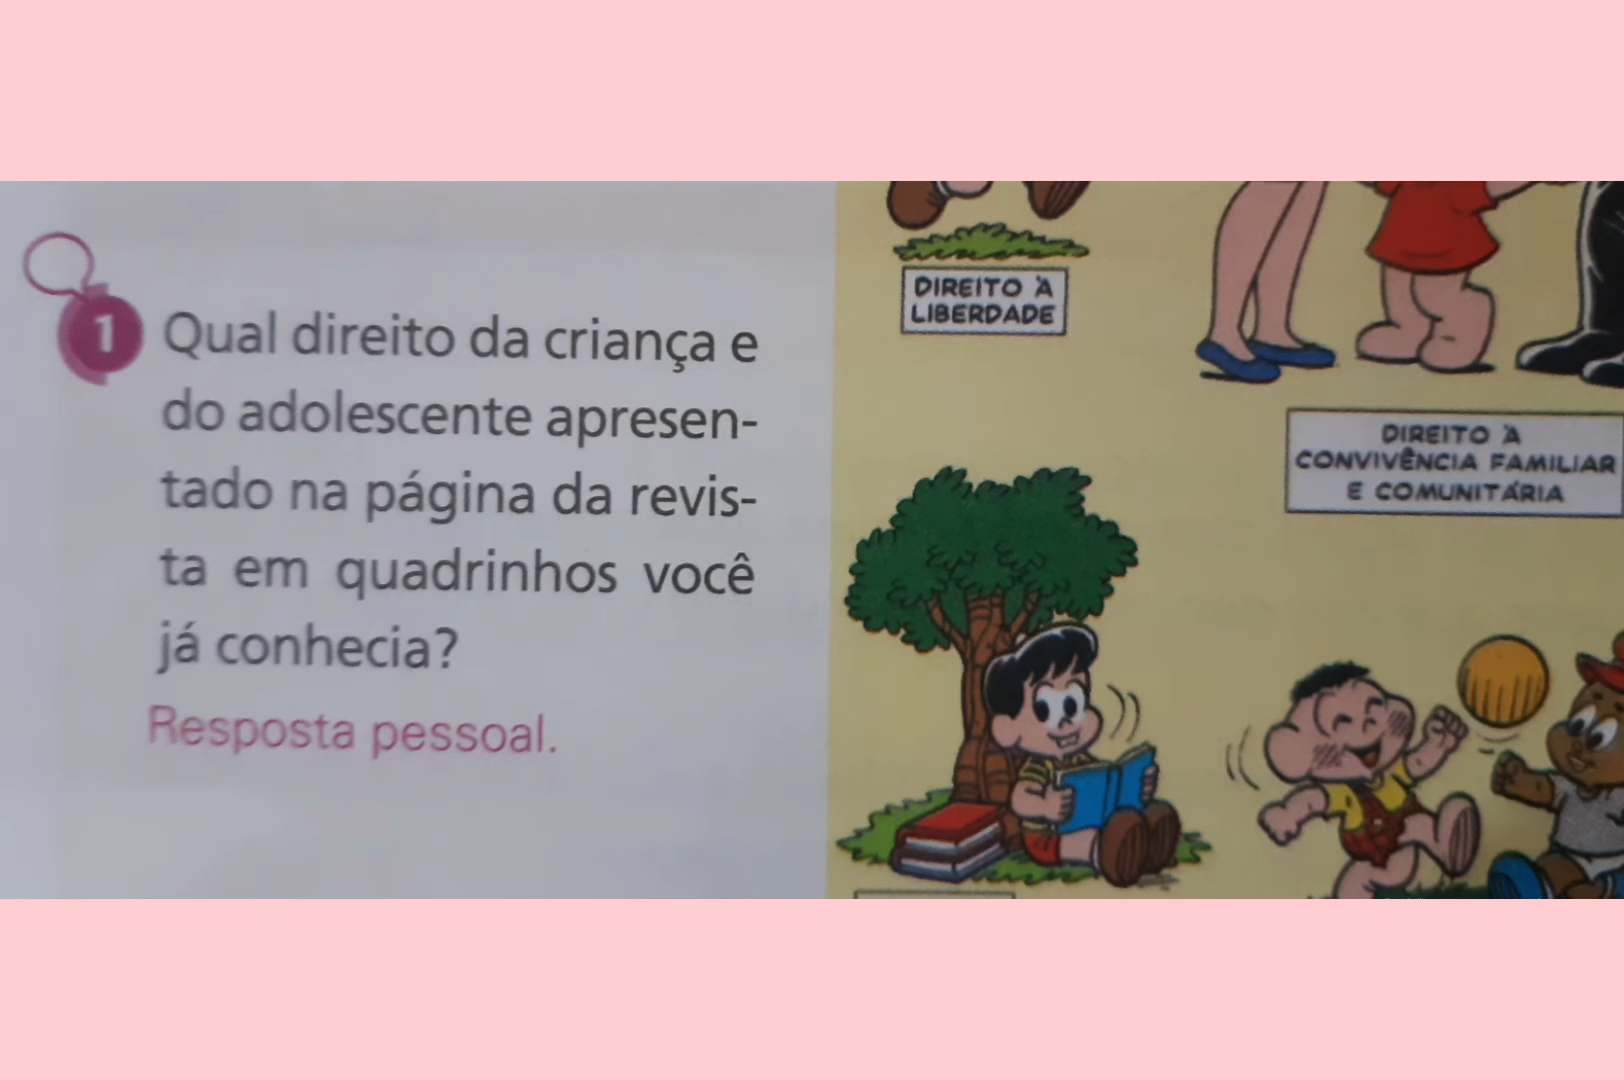 1 Qual direito da criança e
do adolescente apresen-
tado na página da revis-
ta em quadrinhos você
já conhecia?
Resposta pessoal.
DIREITO À
LIBERDADE
DIREITO À
CONVIVÊNCIA FAMILIAR
E COMUNITÁRIA